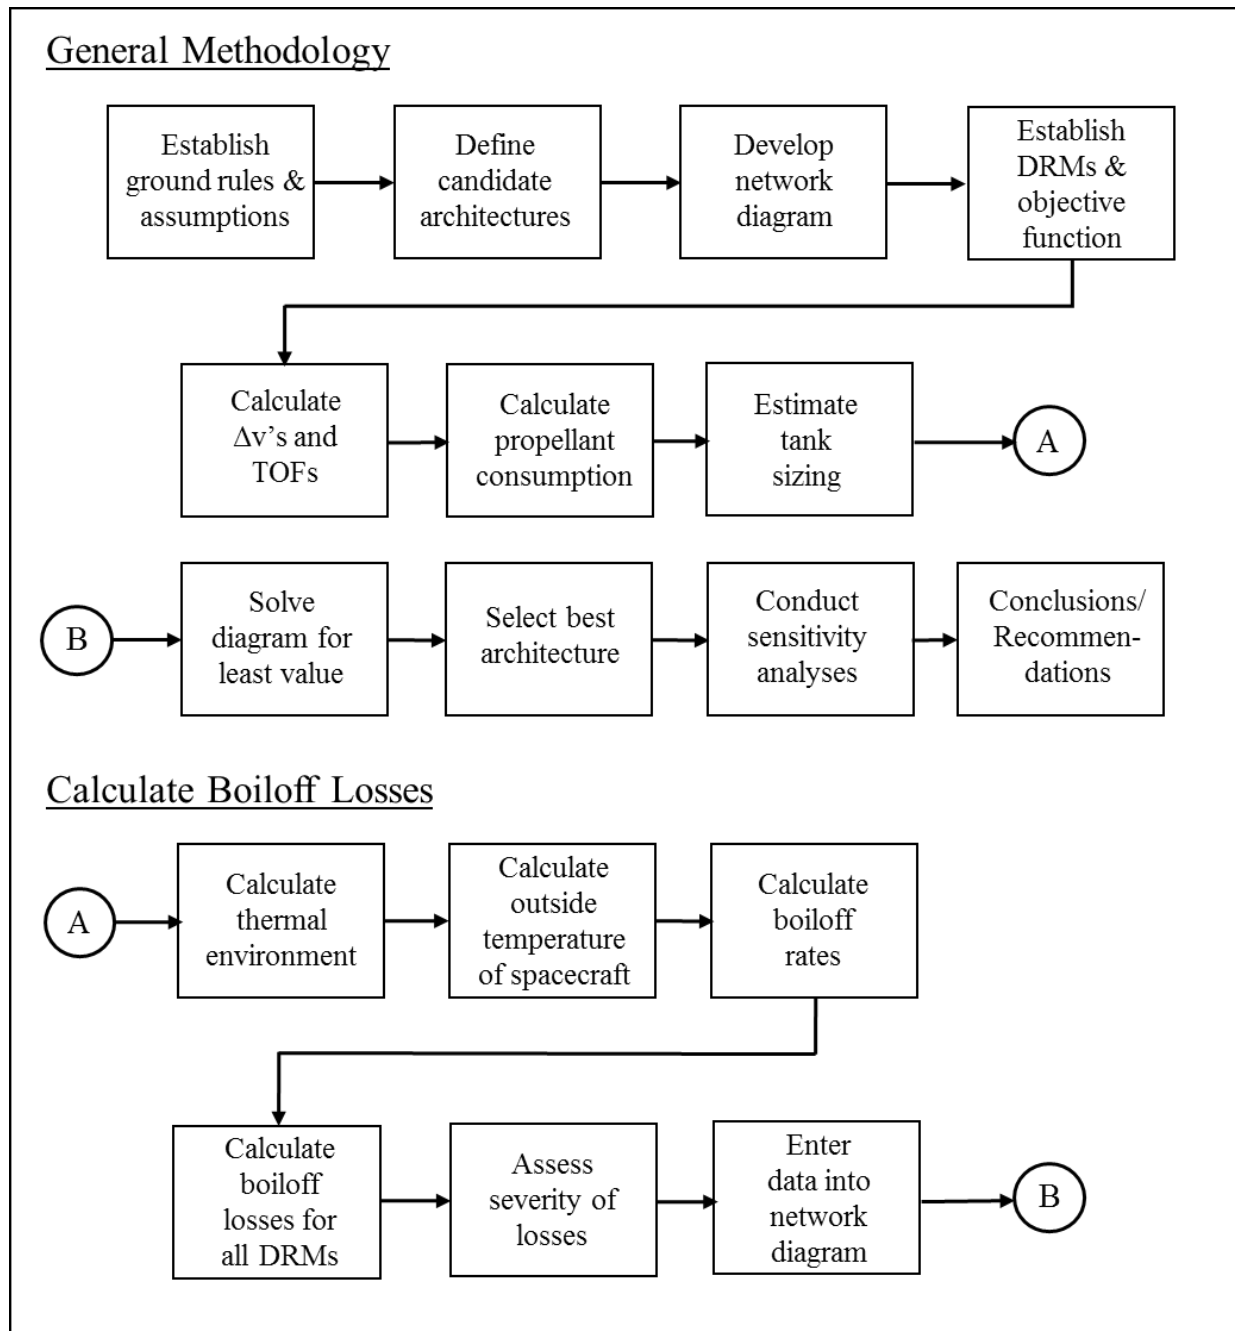 General Methodology
Establish
ground rules &
assumptions
Define
candidate
architectures
Develop
network
diagram
Establish
DRMs &
objective
function
Calculate
Δv’s and
TOFs
Calculate
propellant
consumption
Estimate
tank
sizing
A
B
Solve
diagram for
least value
Select best
architecture
Conduct
sensitivity
analyses
Conclusions/
Recommen-
dations
Calculate Boiloff Losses
A
Calculate
thermal
environment
Calculate
outside
temperature
of spacecraft
Calculate
boiloff
rates
Calculate
boiloff
losses for
all DRMs
Assess
severity of
losses
Enter
data into
network
diagram
B